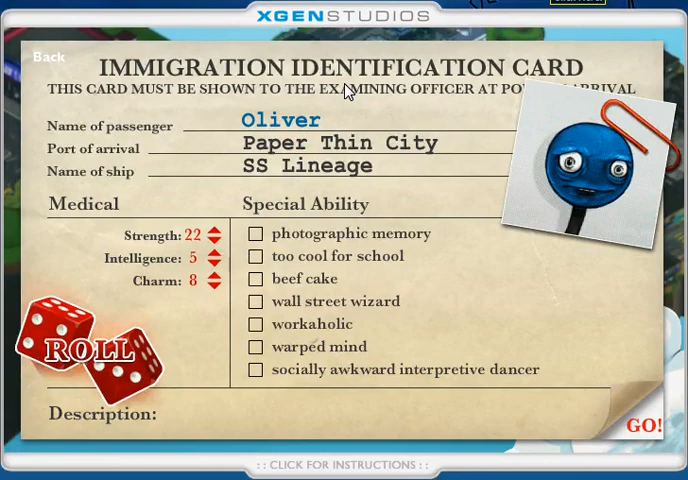 Click Here!
XGENSTUDIOS
Back
IMMIGRATION IDENTIFICATION CARD
THIS CARD MUST BE SHOWN TO THE EXAMINING OFFICER AT ARRIVAL
Name of passenger Oliver
Port of arrival Paper Thin City
Name of ship SS Lineage
Medical
Special Ability
Strength: 22
Intelligence: 5
Charm: 8
photographic memory
too cool for school
beef cake
wall street wizard
workaholic
warped mind
socially awkward interpretive dancer
ROLL
Description:
GO!
:: CLICK FOR INSTRUCTIONS ::